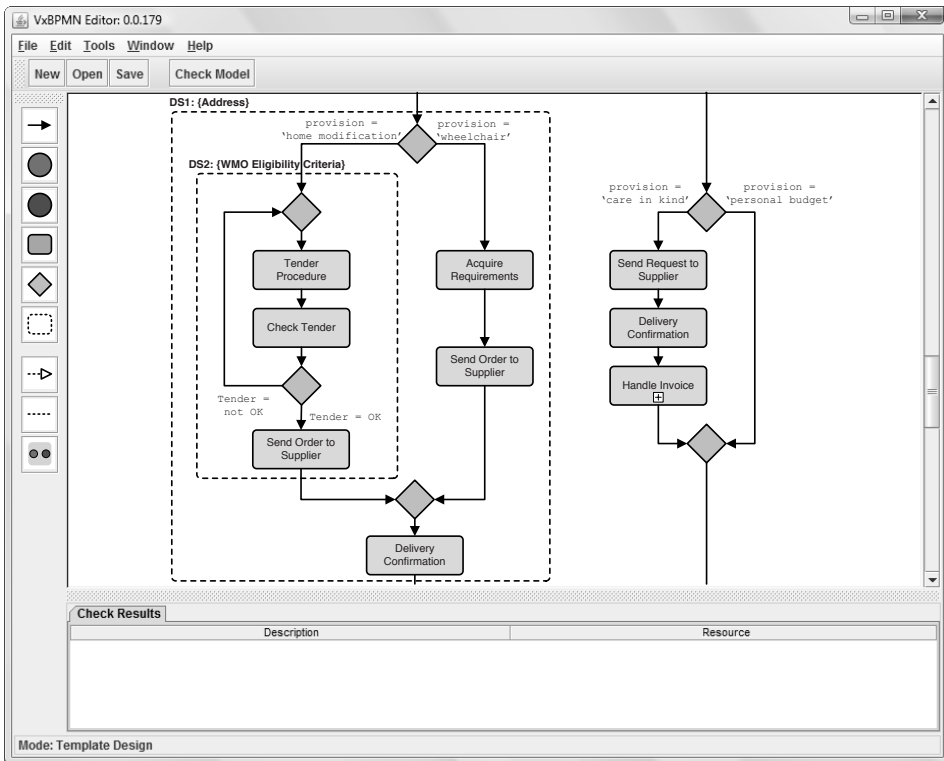 VxBPMN Editor: 0.0.179
File Edit Tools Window Help
New Open Save Check Model
DS1: {Address}
provision =
‘home modification’
provision =
‘wheelchair’
DS2: {WMO Eligibility Criteria}
Tender
Procedure
Check Tender
Tender =
not OK
Tender = OK
Send Order to
Supplier
Acquire
Requirements
Send Order to
Supplier
Delivery
Confirmation
provision =
‘care in kind’
provision =
‘personal budget’
Send Request to
Supplier
Delivery
Confirmation
Handle Invoice
Check Results
Description Resource
Mode: Template Design